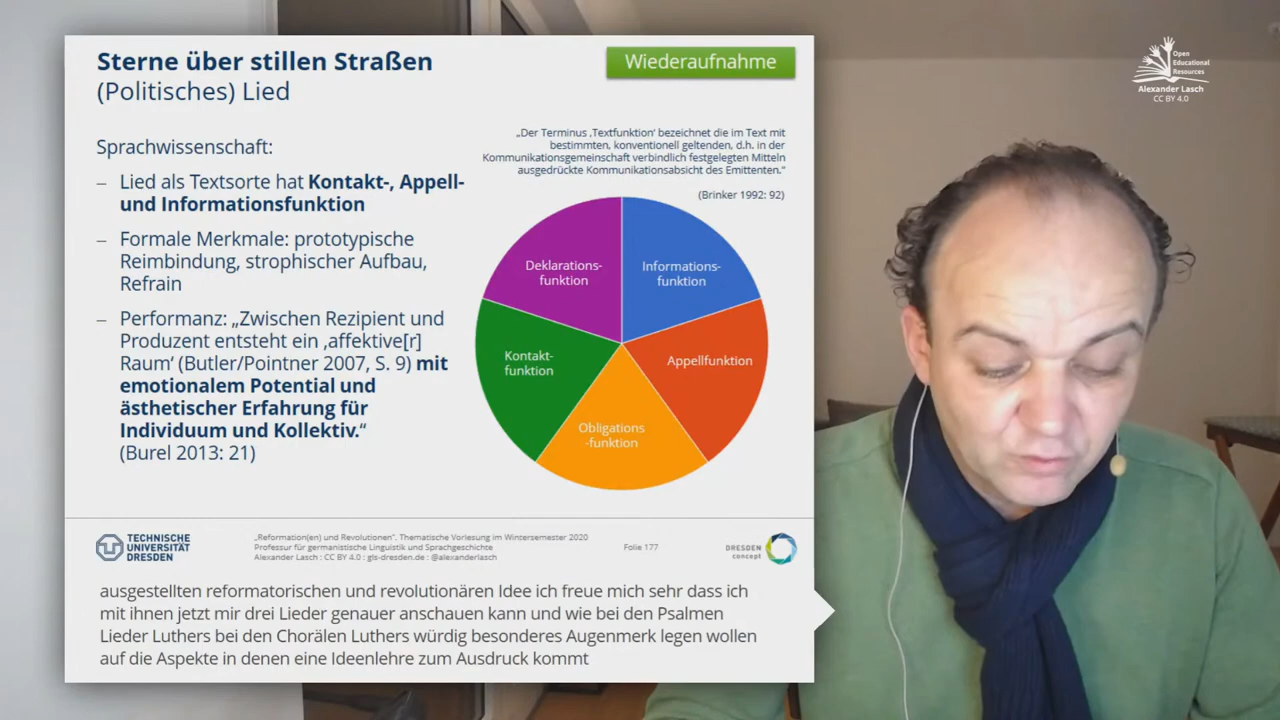 Sterne über stillen Straßen
(Politisches) Lied
Wiederaufnahme
Sprachwissenschaft:
– Lied als Textsorte hat Kontakt-, Appell-
und Informationsfunktion
– Formale Merkmale: prototypische
Reimbindung, strophischer Aufbau,
Refrain
– Performanz: „Zwischen Rezipient und
Produzent entsteht ein ‚affektive[r]
Raum‘ (Butler/Pointner 2007, S. 9) mit
emotionalem Potential und
ästhetischer Erfahrung für
Individuum und Kollektiv.“
(Burel 2013: 21)
„Der Terminus ‚Textfunktion‘ bezeichnet die im Text mit
bestimmten, konventionell geltenden, d.h. in der
Kommunikationsgemeinschaft verbindlich festgelegten Mitteln
ausgedrückte Kommunikationsabsicht des Emittenten.“
(Brinker 1992: 92)
Deklarations-
funktion
Informations-
funktion
Kontakt-
funktion
Appellfunktion
Obligations
-funktion
TECHNISCHE
UNIVERSITÄT
DRESDEN
„Reformation(en) und Revolutionen“. Thematische Vorlesung im Wintersemester 2020
Professur für germanistische Linguistik und Sprachgeschichte
Alexander Lasch : CC BY 4.0 : gls-dresden.de : @alexanderlasch
Folie 177
DRESDEN
concept
ausgestellten reformatorischen und revolutionären Idee ich freue mich sehr dass ich
mit ihnen jetzt mir drei Lieder genauer anschauen kann und wie bei den Psalmen
Lieder Luthers bei den Chorälen Luthers würdig besonderes Augenmerk legen wollen
auf die Aspekte in denen eine Ideenlehre zum Ausdruck kommt
Open
Educational
Resources
Alexander Lasch
CC BY 4.0